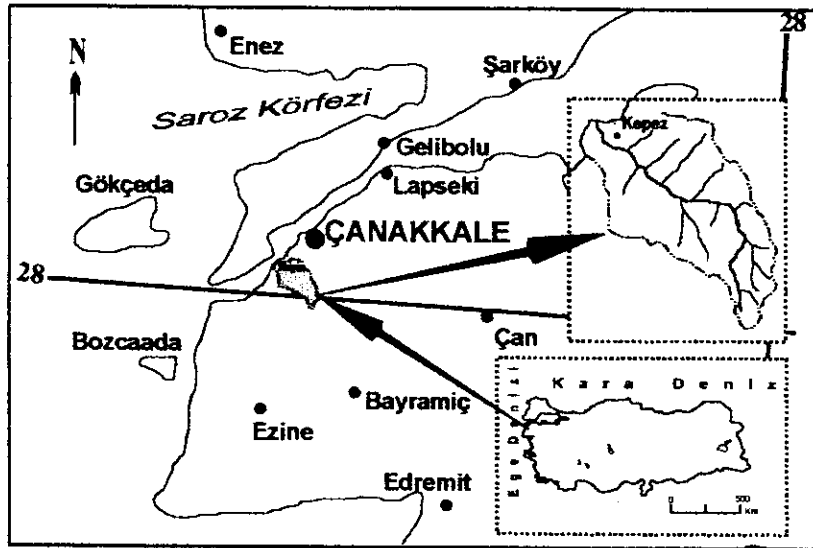 28
N
Enez
Şarköy
Saroz Körfezi
Kepez
Gelibolu
Lapseki
Gökçeda
ÇANAKKALE
28
Çan
Bozcaada
Kara Deniz
Ege Denisi
Bayramiç
Ezine
Edremit
0 500
Km